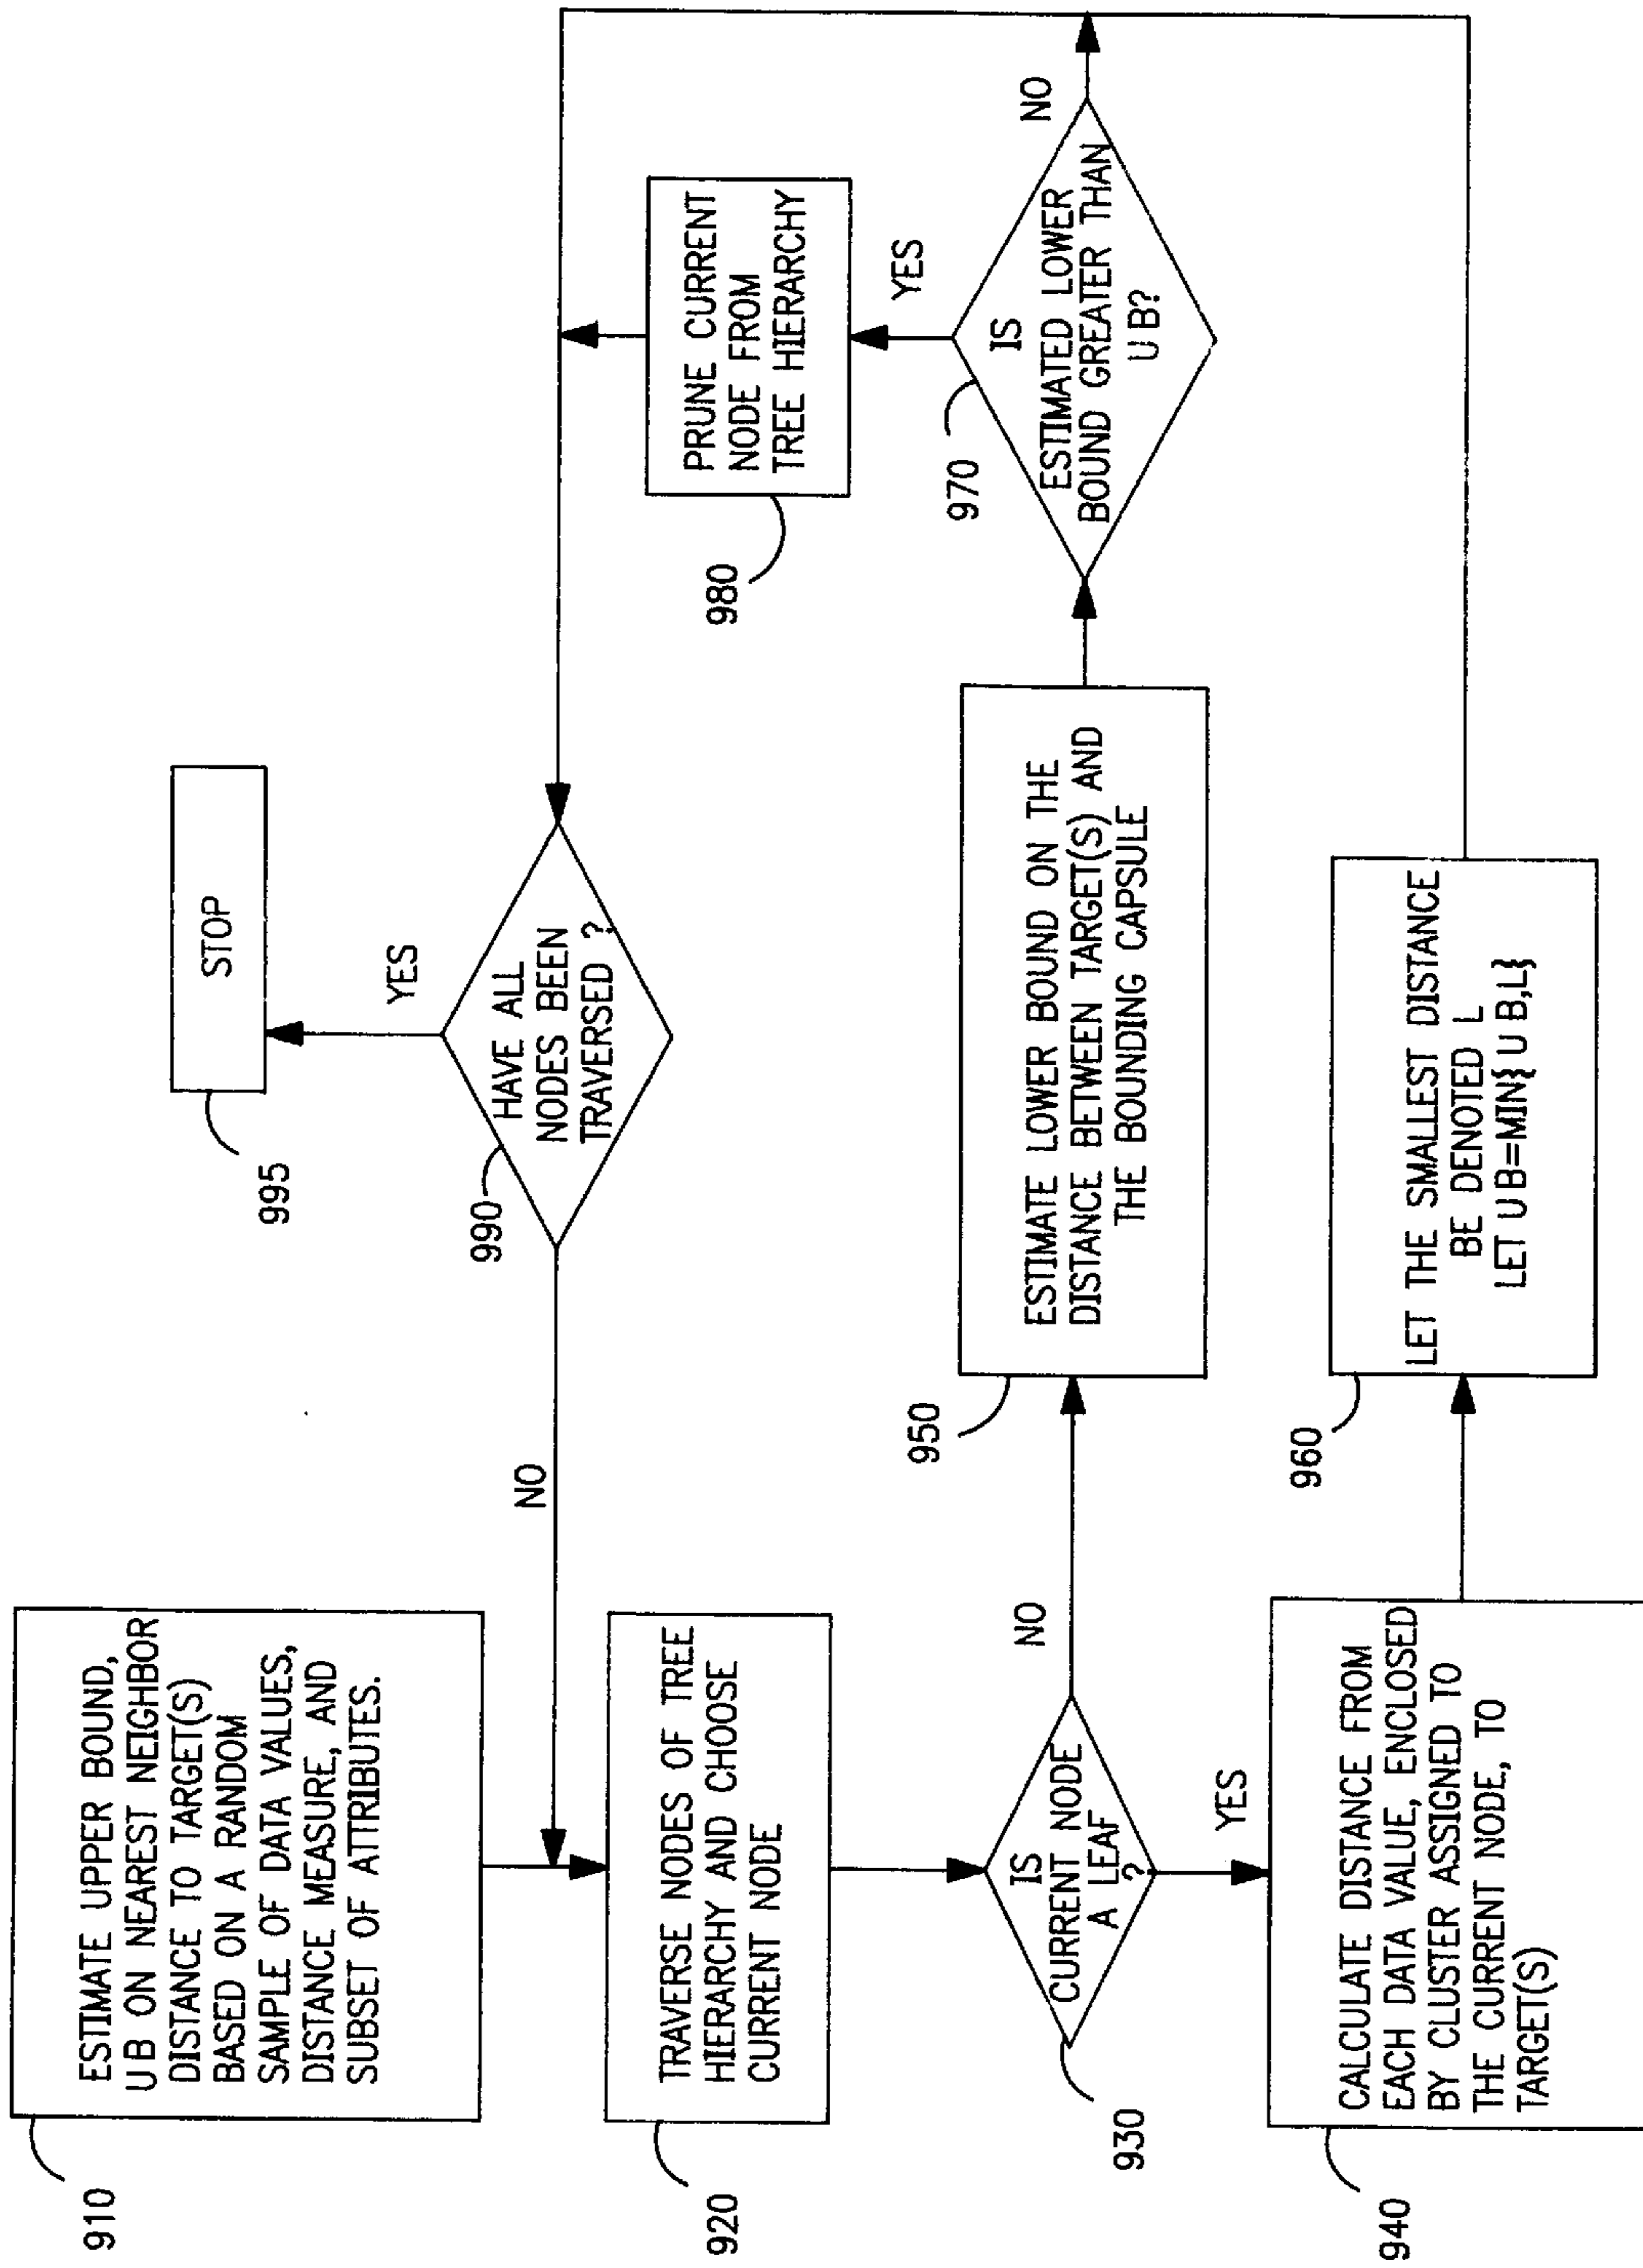 910
ESTIMATE UPPER BOUND,
UB ON NEAREST NEIGHBOR
DISTANCE TO TARGET(S)
BASED ON A RANDOM
SAMPLE OF DATA VALUES,
DISTANCE MEASURE, AND
SUBSET OF ATTRIBUTES.
920
TRAVERSE NODES OF TREE
HIERARCHY AND CHOOSE
CURRENT NODE
930
IS
CURRENT NODE
A LEAF
?
NO
YES
940
CALCULATE DISTANCE FROM
EACH DATA VALUE, ENCLOSED
BY CLUSTER ASSIGNED TO
THE CURRENT NODE, TO
TARGET(S)
950
ESTIMATE LOWER BOUND ON THE
DISTANCE BETWEEN TARGET(S) AND
THE BOUNDING CAPSULE
960
LET THE SMALLEST DISTANCE
BE DENOTED L
LET UB=MIN{UB,L}
970
IS
ESTIMATED LOWER
BOUND GREATER THAN
UB?
NO
YES
980
PRUNE CURRENT
NODE FROM
TREE HIERARCHY
990
HAVE ALL
NODES BEEN
TRAVERSED ?
NO
YES
995
STOP